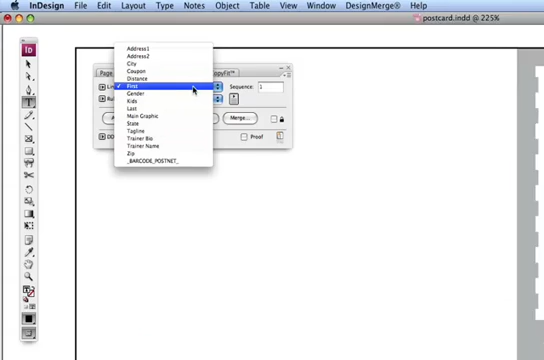 InDesign File Edit Layout Type Notes Object Table View Window DesignMerge® Help
postcard.indd @ 225%
Id
Address1
Address2
City
Coupon
Page
opyFit™
Distance
Sequence: 1
✓ First
Gender
Kids
Last
Main Graphic
Merge...
State
Tagline
Trainer Bio
Proof
Trainer Name
Zip
_BARCODE_POSTNET_